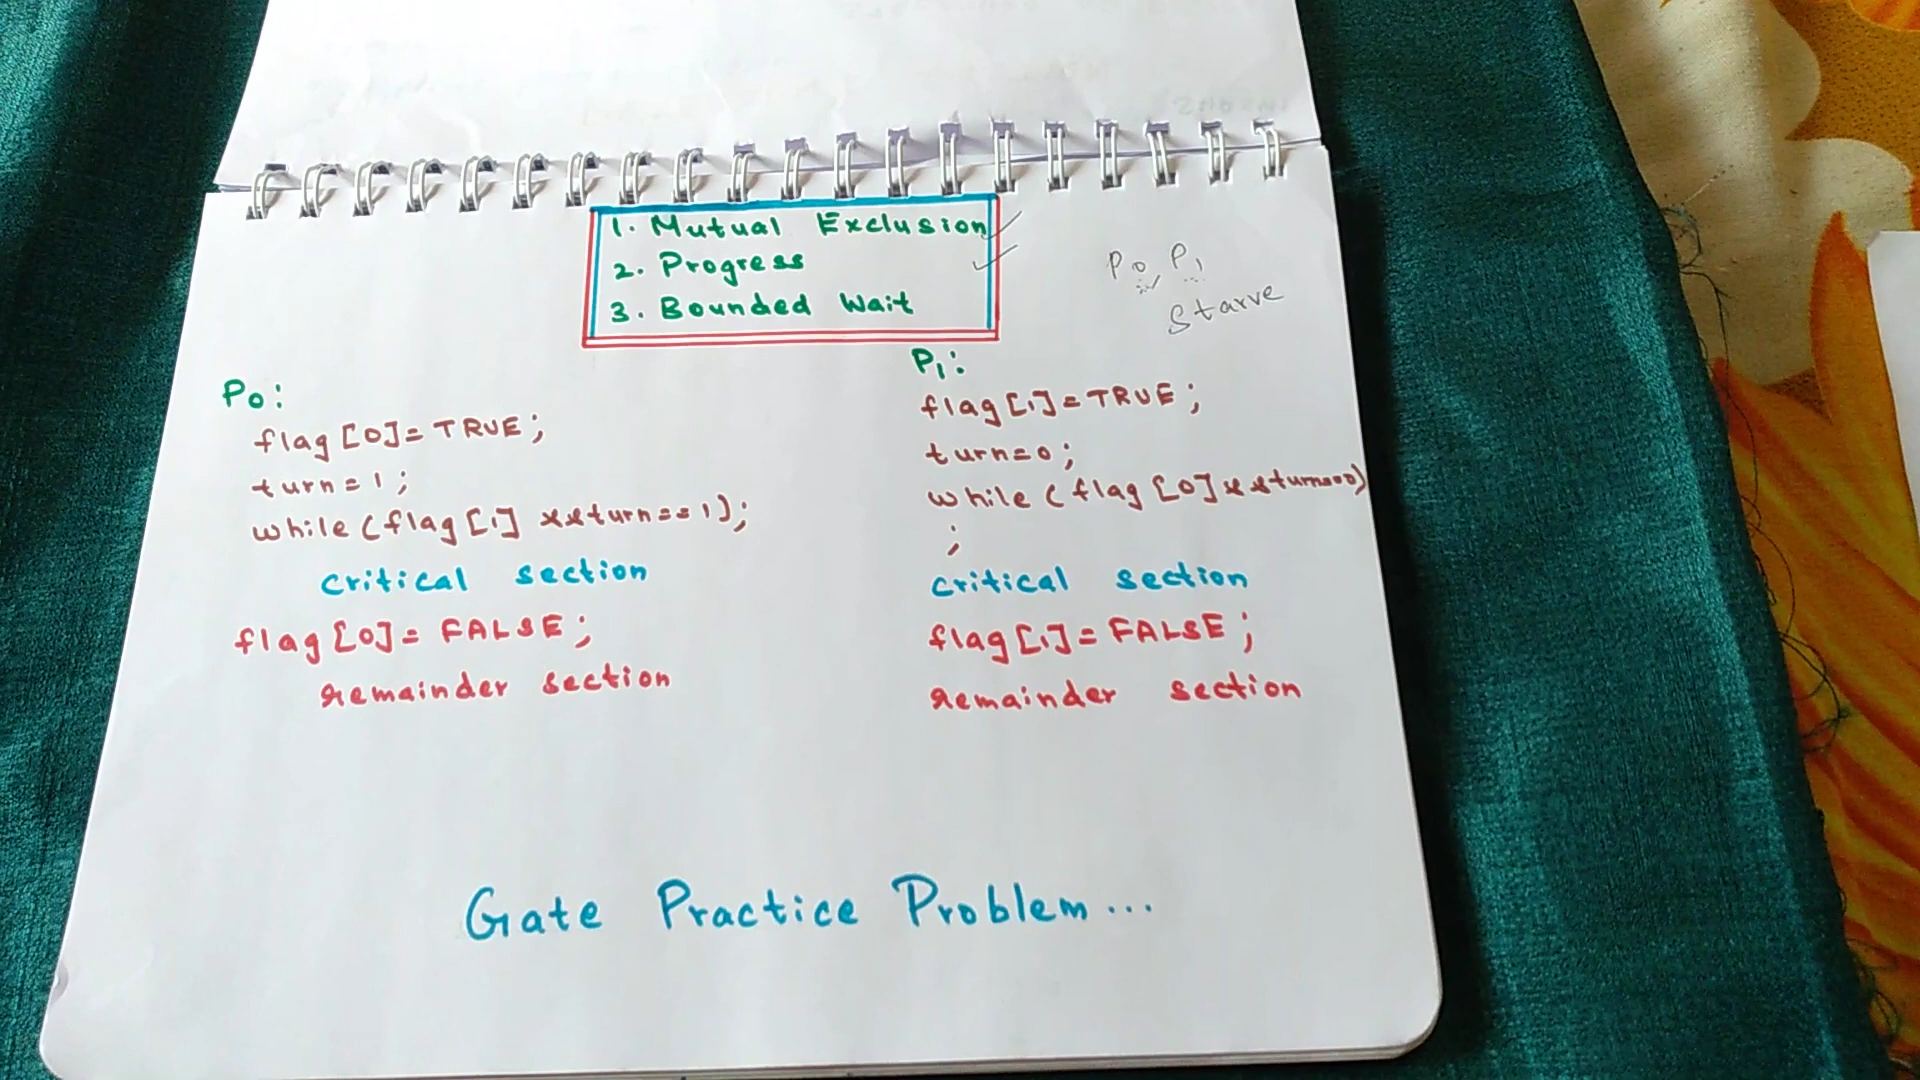 1. Mutual Exclusion
2. Progress
3. Bounded Wait
P0, P1
Starve
P0:
flag[0]= TRUE;
turn=1;
while(flag[1] &&turn==1);
critical section
flag[0]= FALSE;
remainder section
P1:
flag[1]=TRUE;
turn=0;
while(flag[0]&&turn==0)
;
critical section
flag[1]=FALSE;
remainder section
Gate Practice Problem...